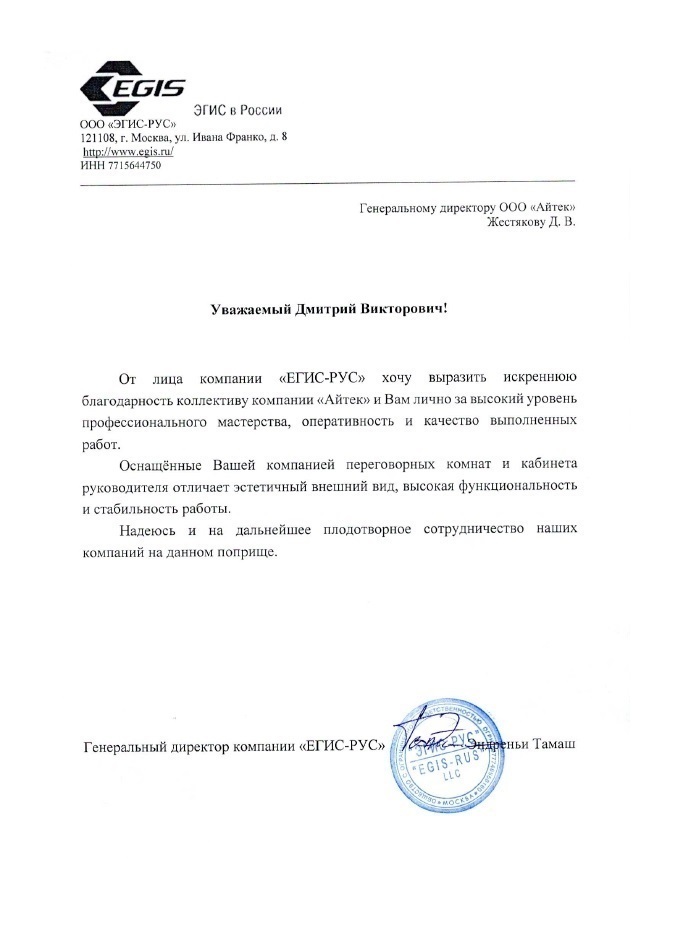 EGIS
ЭГИС в России
ООО «ЭГИС-РУС»
121108, г. Москва, ул. Ивана Франко, д. 8
http://www.egis.ru/
ИНН 7715644750
Генеральному директору ООО «Айтек»
Жестякову Д. В.
Уважаемый Дмитрий Викторович!
От лица компании «ЕГИС-РУС» хочу выразить искреннюю
благодарность коллективу компании «Айтек» и Вам лично за высокий уровень
профессионального мастерства, оперативность и качество выполненных
работ.
Оснащённые Вашей компанией переговорных комнат и кабинета
руководителя отличает эстетичный внешний вид, высокая функциональность
и стабильность работы.
Надеюсь и на дальнейшее плодотворное сотрудничество наших
компаний на данном поприще.
Генеральный директор компании «ЕГИС-РУС»
Эндреньи Тамаш
"ЭГИС-РУС"
"EGIS-RUS"
LLC
МОСКВА